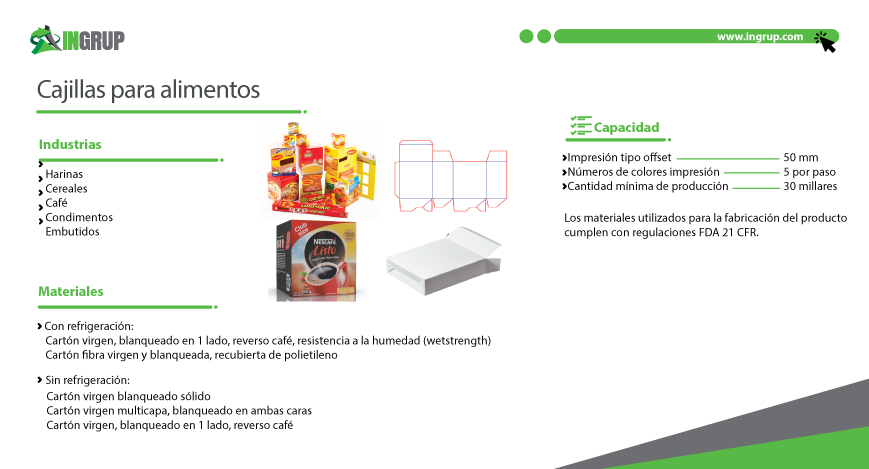 INGRUP
www.ingrup.com
Cajillas para alimentos
Industrias
Harinas
Cereales
Café
Condimentos
Embutidos
MAGGI
Club
size
NESCAFÉ
Listo
Materiales
Con refrigeración:
Cartón virgen, blanqueado en 1 lado, reverso café, resistencia a la humedad (wetstrength)
Cartón fibra virgen y blanqueada, recubierta de polietileno
Sin refrigeración:
Cartón virgen blanqueado sólido
Cartón virgen multicapa, blanqueado en ambas caras
Cartón virgen, blanqueado en 1 lado, reverso café
Capacidad
Impresión tipo offset 50 mm
Números de colores impresión 5 por paso
Cantidad mínima de producción 30 millares
Los materiales utilizados para la fabricación del producto
cumplen con regulaciones FDA 21 CFR.